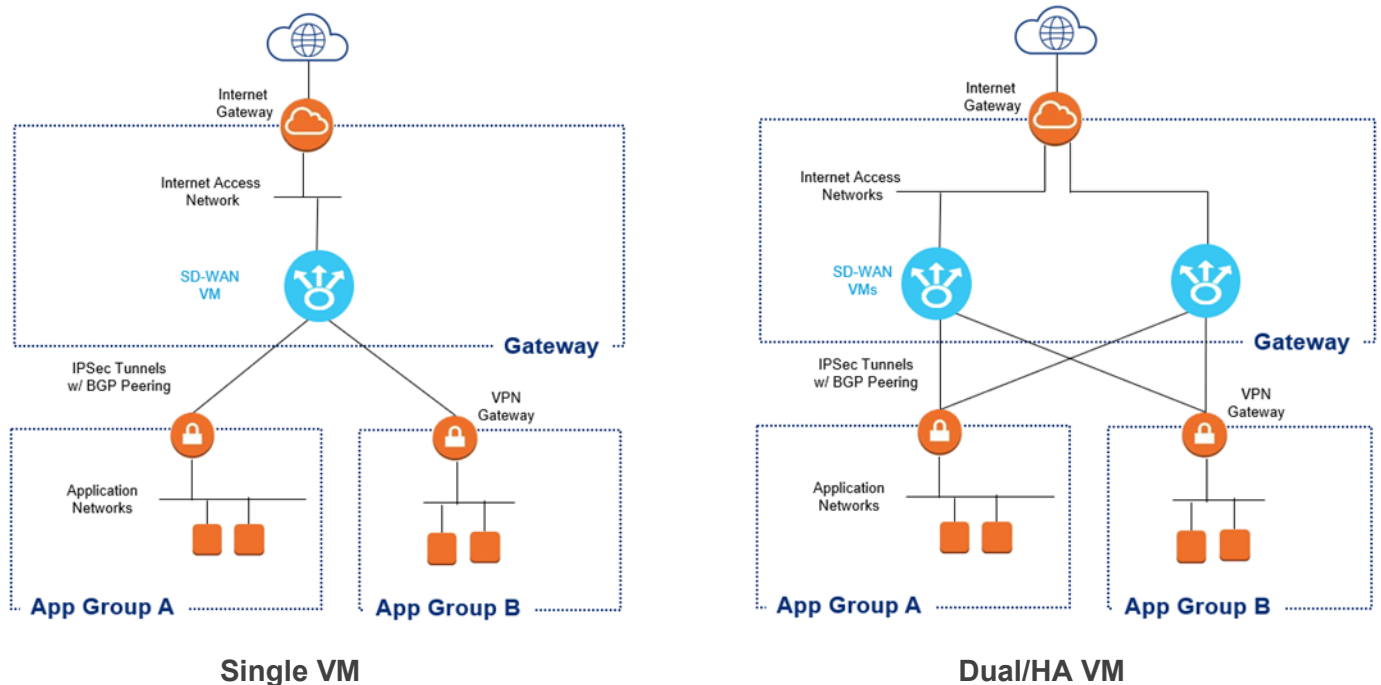 Internet
Gateway
Internet Access
Network
SD-WAN
VM
Gateway
IPSec Tunnels
w/ BGP Peering
VPN
Gateway
Application
Networks
App Group A
App Group B
Single VM
Internet
Gateway
Internet Access
Networks
SD-WAN
VMs
Gateway
IPSec Tunnels
w/ BGP Peering
VPN
Gateway
Application
Networks
App Group A
App Group B
Dual/HA VM